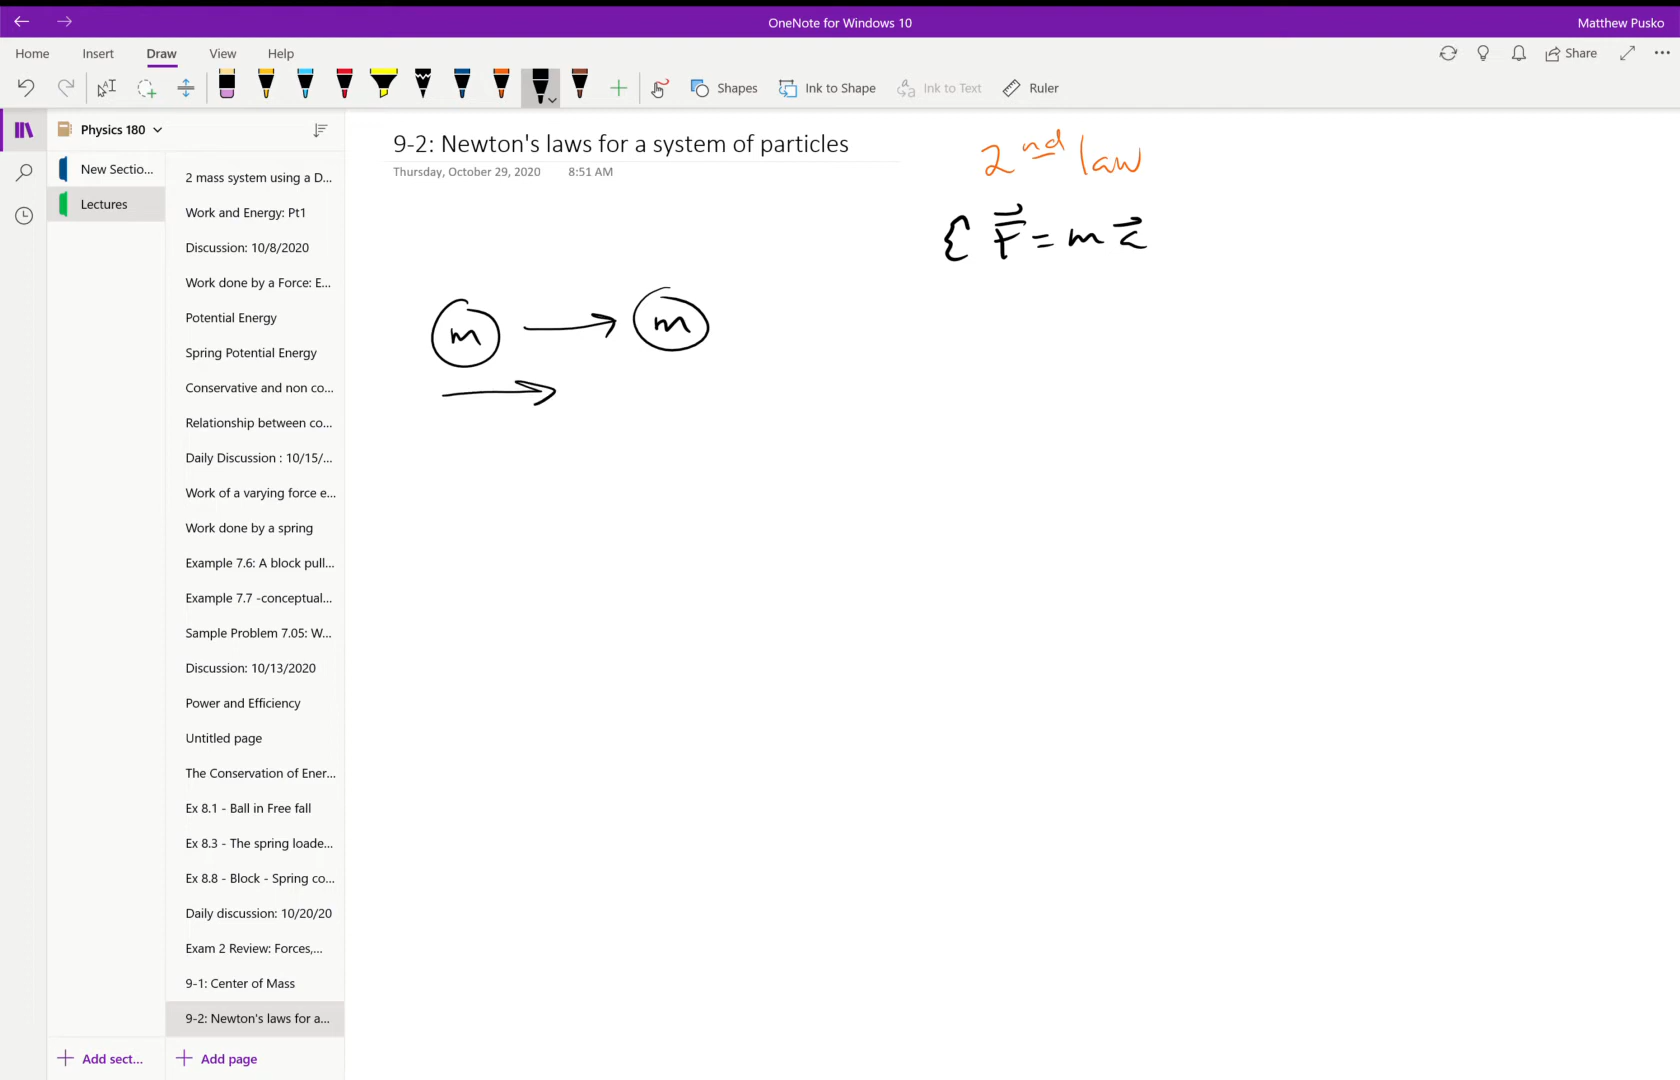 OneNote for Windows 10
Matthew Pusko
Home Insert Draw View Help
Share
Shapes Ink to Shape Ink to Text Ruler
Physics 180
New Sectio...
Lectures
2 mass system using a D...
Work and Energy: Pt1
Discussion: 10/8/2020
Work done by a Force: E...
Potential Energy
Spring Potential Energy
Conservative and non co...
Relationship between co...
Daily Discussion : 10/15/...
Work of a varying force e...
Work done by a spring
Example 7.6: A block pull...
Example 7.7 -conceptual...
Sample Problem 7.05: W...
Discussion: 10/13/2020
Power and Efficiency
Untitled page
The Conservation of Ener...
Ex 8.1 - Ball in Free fall
Ex 8.3 - The spring loade...
Ex 8.8 - Block - Spring co...
Daily discussion: 10/20/20
Exam 2 Review: Forces,...
9-1: Center of Mass
9-2: Newton's laws for a...
Add sect...
Add page
9-2: Newton's laws for a system of particles
Thursday, October 29, 2020 8:51 AM
2nd law
Σ F⃗ = m a⃗
m m